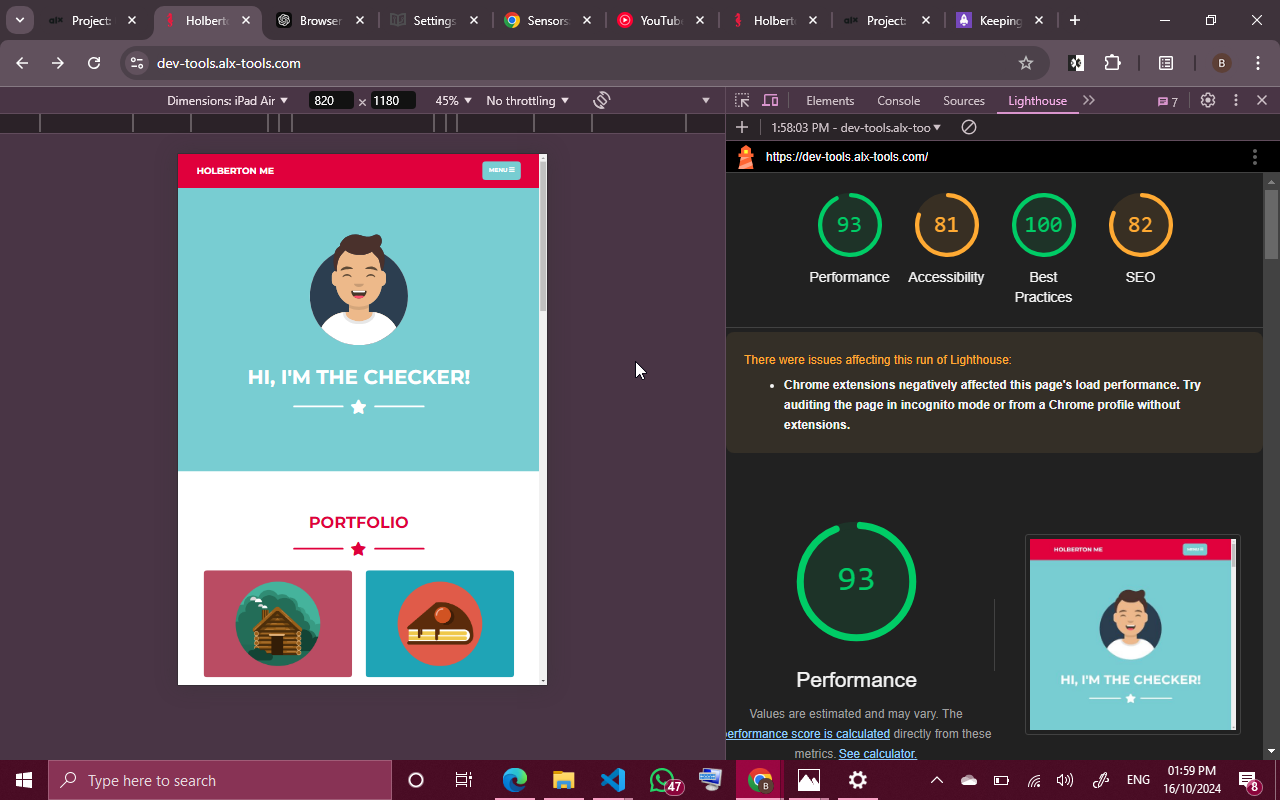 Project:
Holberto
Browser
Settings
Sensors
YouTube
Holberto
Project:
Keeping
dev-tools.alx-tools.com
B
Dimensions: iPad Air
820
x
1180
45%
No throttling
Elements
Console
Sources
Lighthouse
7
1:58:03 PM - dev-tools.alx-too
https://dev-tools.alx-tools.com/
HOLBERTON ME
MENU
HI, I'M THE CHECKER!
PORTFOLIO
93
81
100
82
Performance
Accessibility
Best
Practices
SEO
There were issues affecting this run of Lighthouse:
Chrome extensions negatively affected this page's load performance. Try
auditing the page in incognito mode or from a Chrome profile without
extensions.
93
Performance
Values are estimated and may vary. The
erformance score is calculated directly from these
metrics. See calculator.
HOLBERTON ME
HI, I'M THE CHECKER!
Type here to search
47
B
ENG
01:59 PM
16/10/2024
8